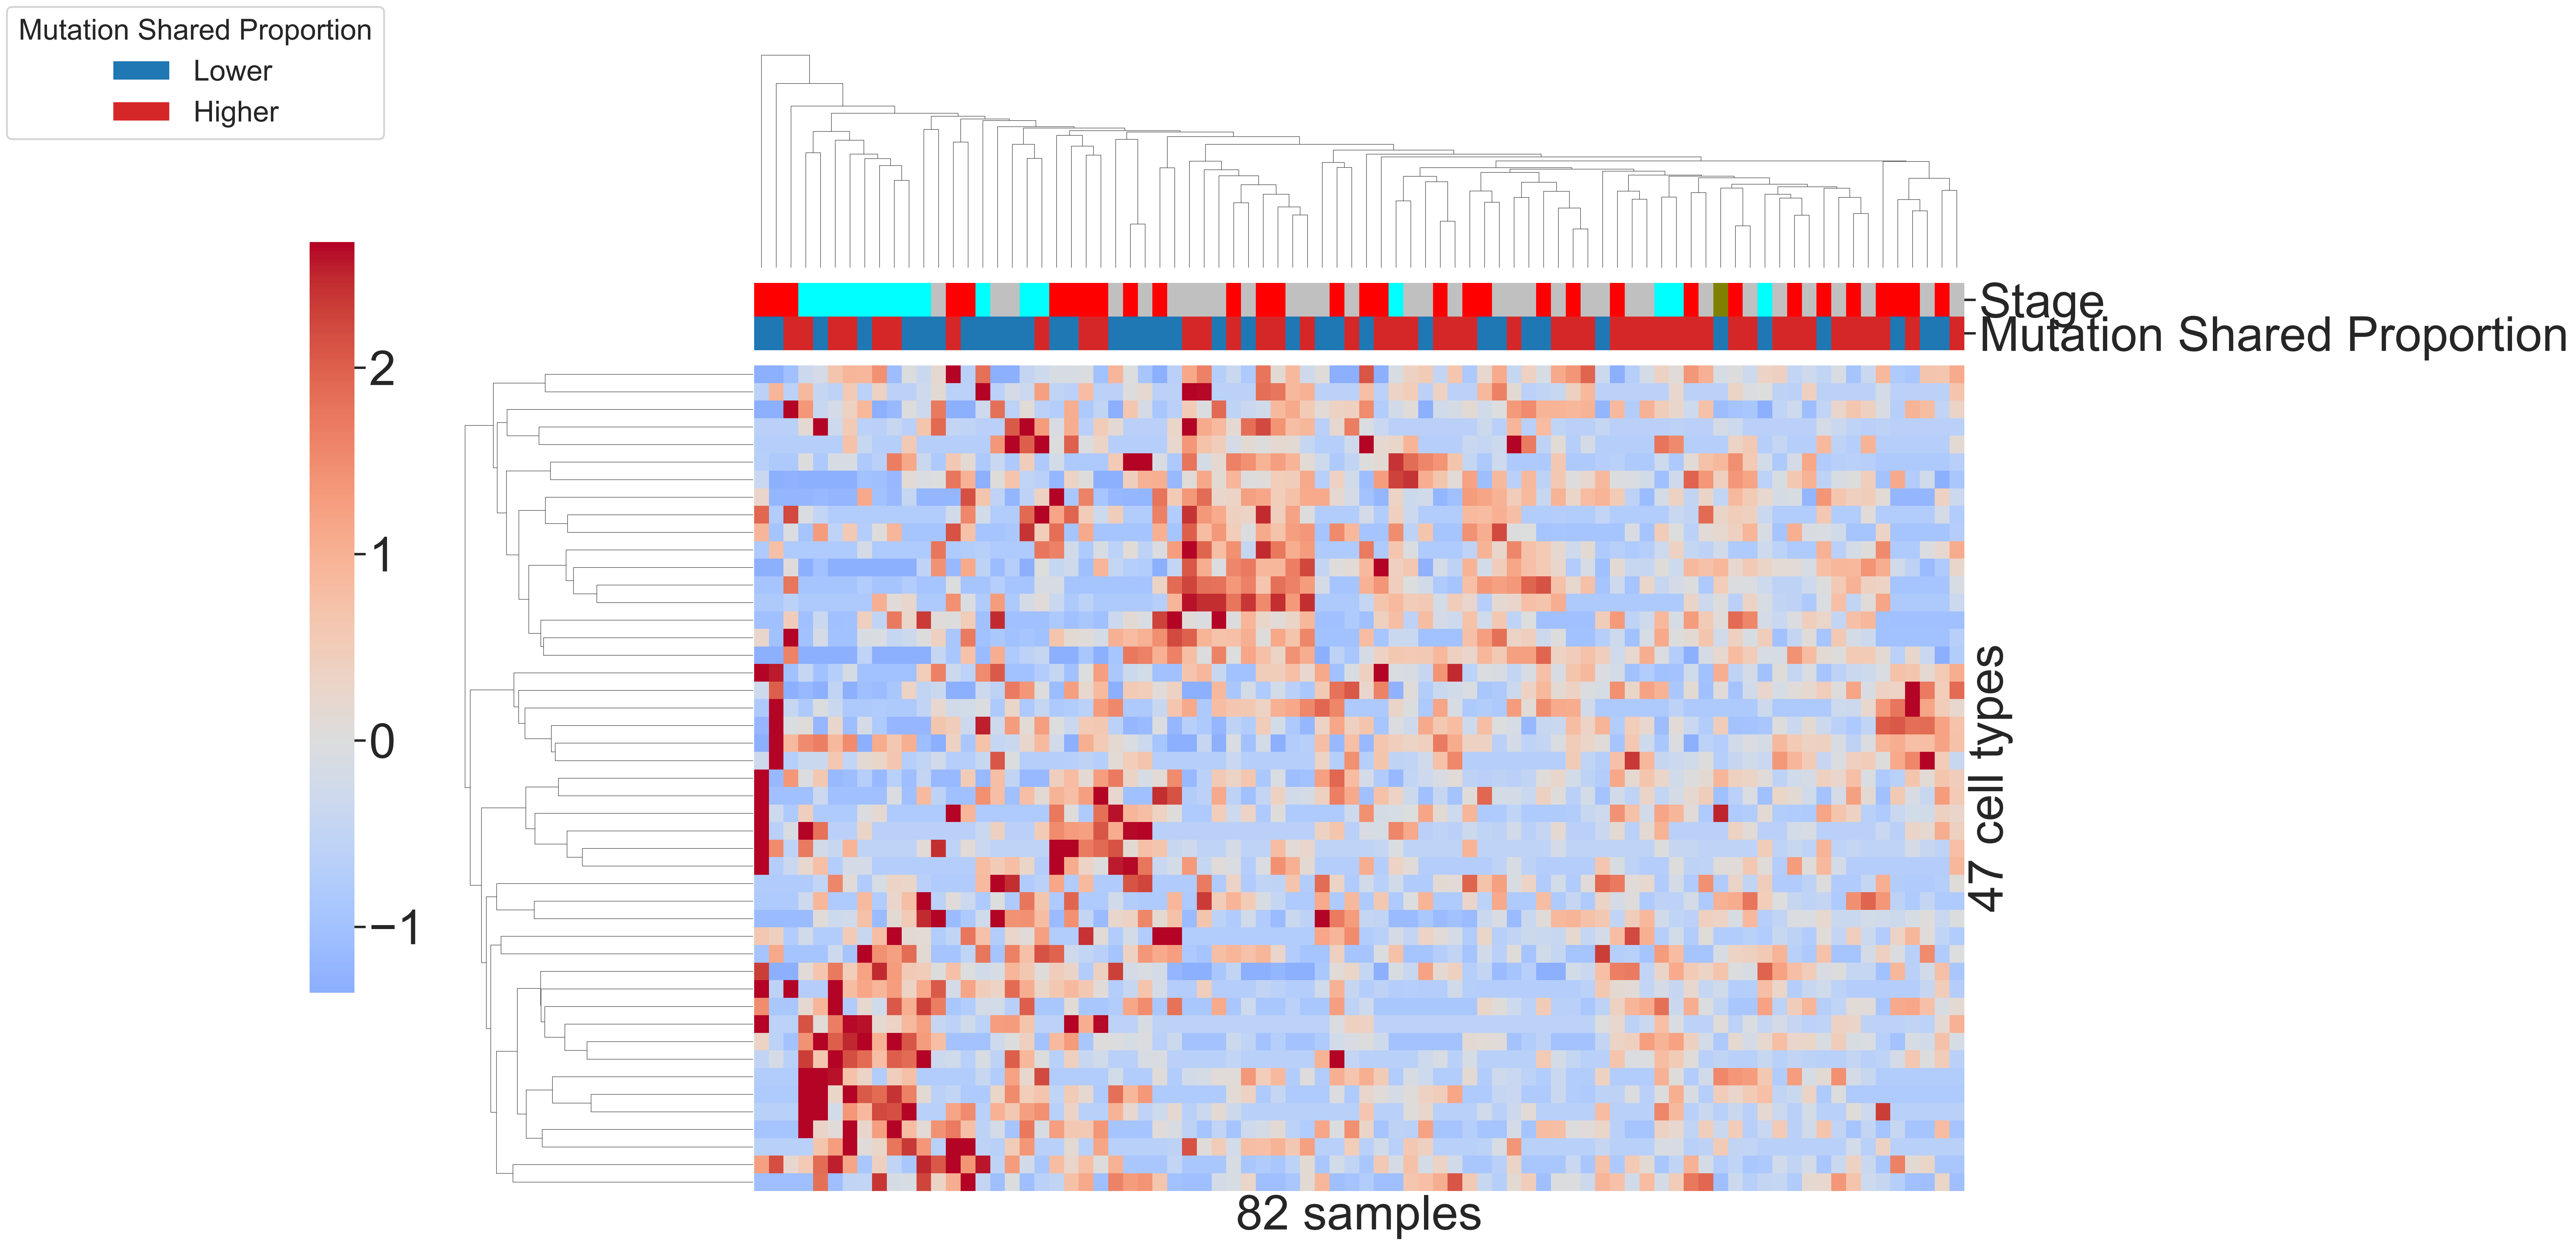 Mutation Shared Proportion
Lower
Higher
Stage
Mutation Shared Proportion
2
1
0
−1
47 cell types
82 samples